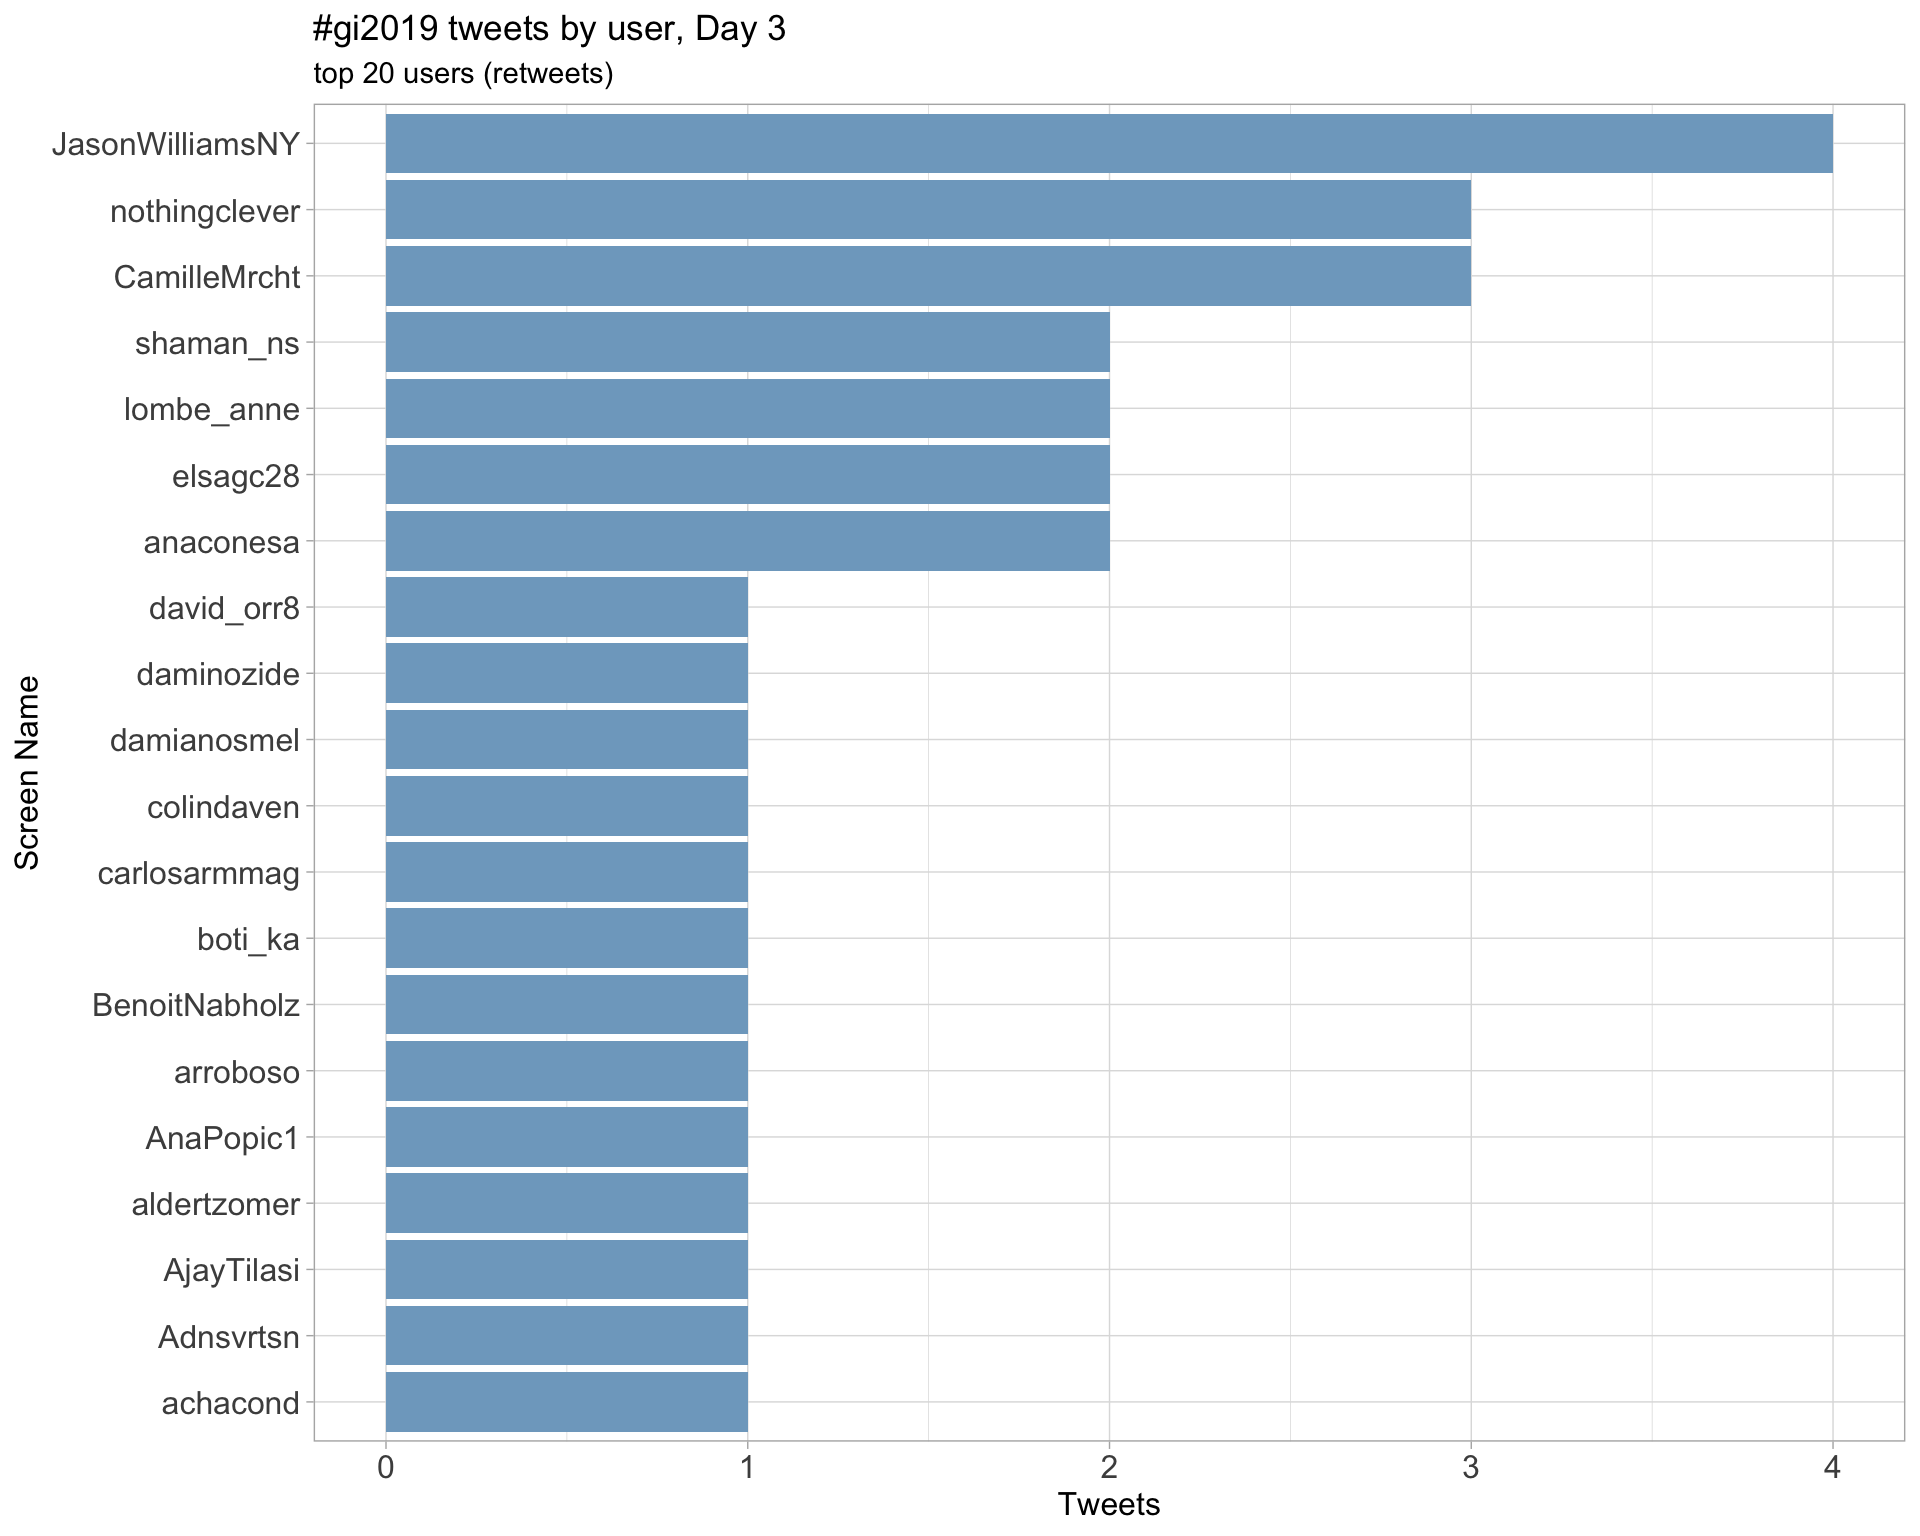 #gi2019 tweets by user, Day 3
top 20 users (retweets)
JasonWilliamsNY
nothingclever
CamilleMrcht
shaman_ns
lombe_anne
elsagc28
anaconesa
david_orr8
daminozide
damianosmel
colindaven
carlosarmmag
boti_ka
BenoitNabholz
arroboso
AnaPopic1
aldertzomer
AjayTilasi
Adnsvrtsn
achacond
Screen Name
0 1 2 3 4
Tweets